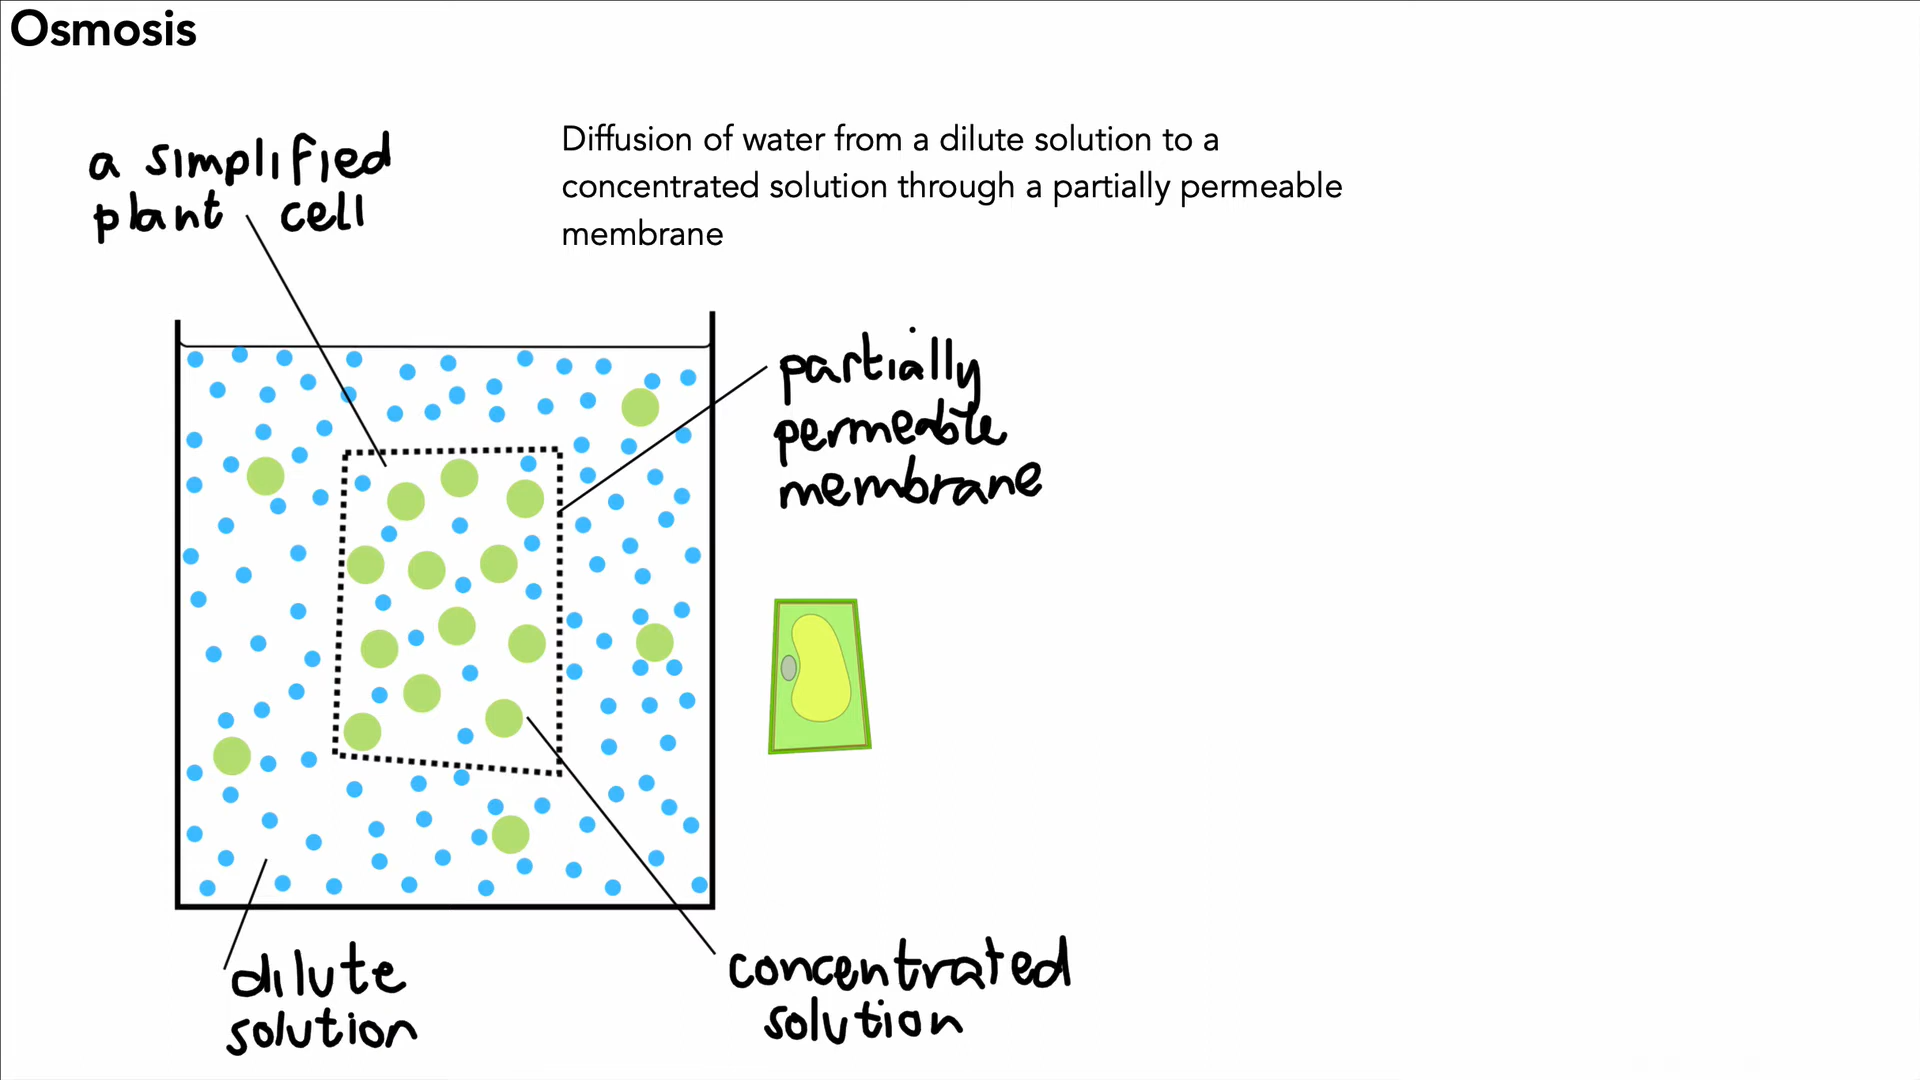 Osmosis
a simplified
plant cell
Diffusion of water from a dilute solution to a
concentrated solution through a partially permeable
membrane
partially
permeable
membrane
dilute
solution
concentrated
solution